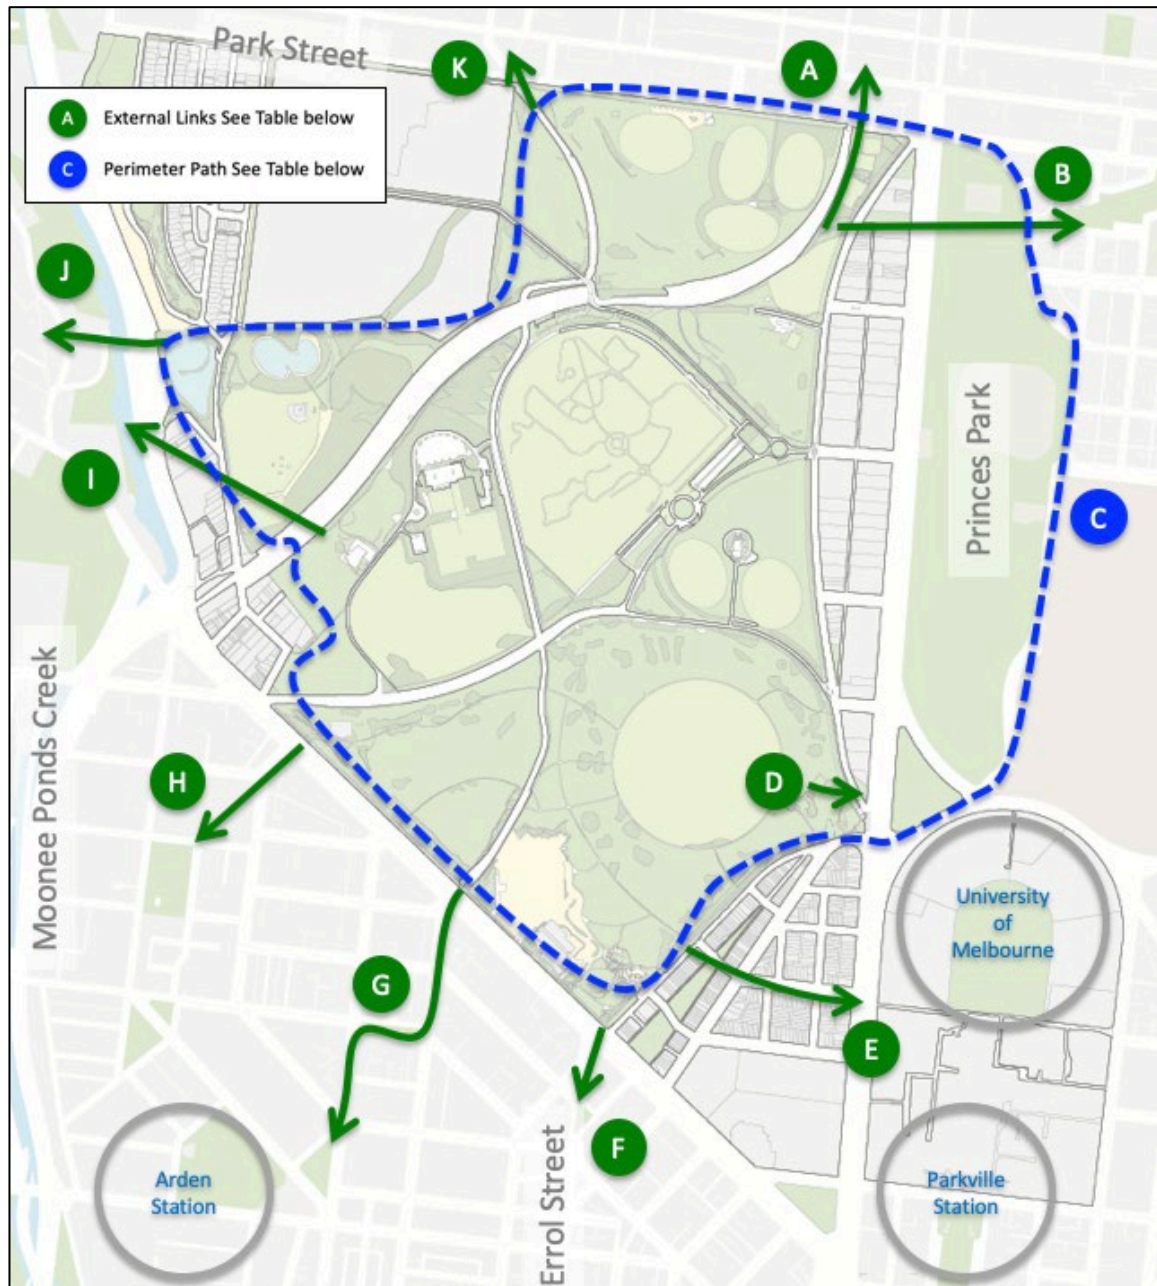 Park Street
K
A
A External Links See Table below
C Perimeter Path See Table below
B
J
I
Princes Park
C
Moonee Ponds Creek
H
D
University
of
Melbourne
G
E
F
Errol Street
Arden
Station
Parkville
Station